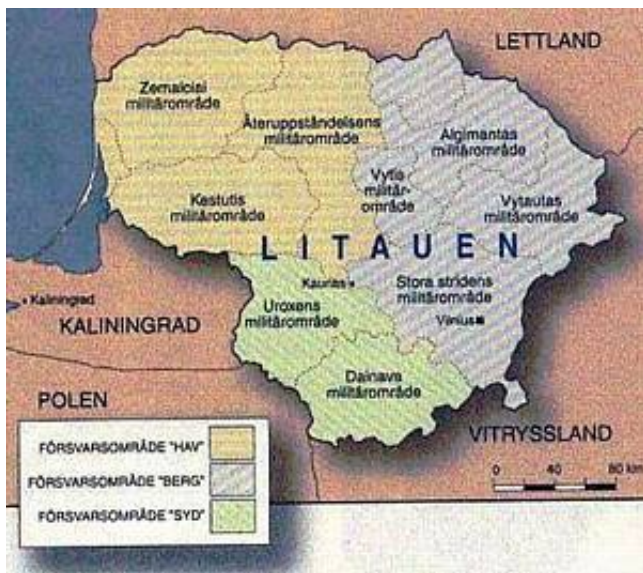 LETTLAND
Zemaiciai
militärområde
Återuppståndelsens
militärområde
Algimantas
militärområde
Vytis
militär-
område
Kestutis
militärområde
Vytautas
militärområde
LITAUEN
Kaunas
Stora stridens
militärområde
Kaliningrad
Uroxens
militärområde
Vilnius
KALININGRAD
Dainava
militärområde
POLEN
VITRYSSLAND
FÖRSVARSOMRÅDE "HAV"
FÖRSVARSOMRÅDE "BERG"
FÖRSVARSOMRÅDE "SYD"
0 40 80 km